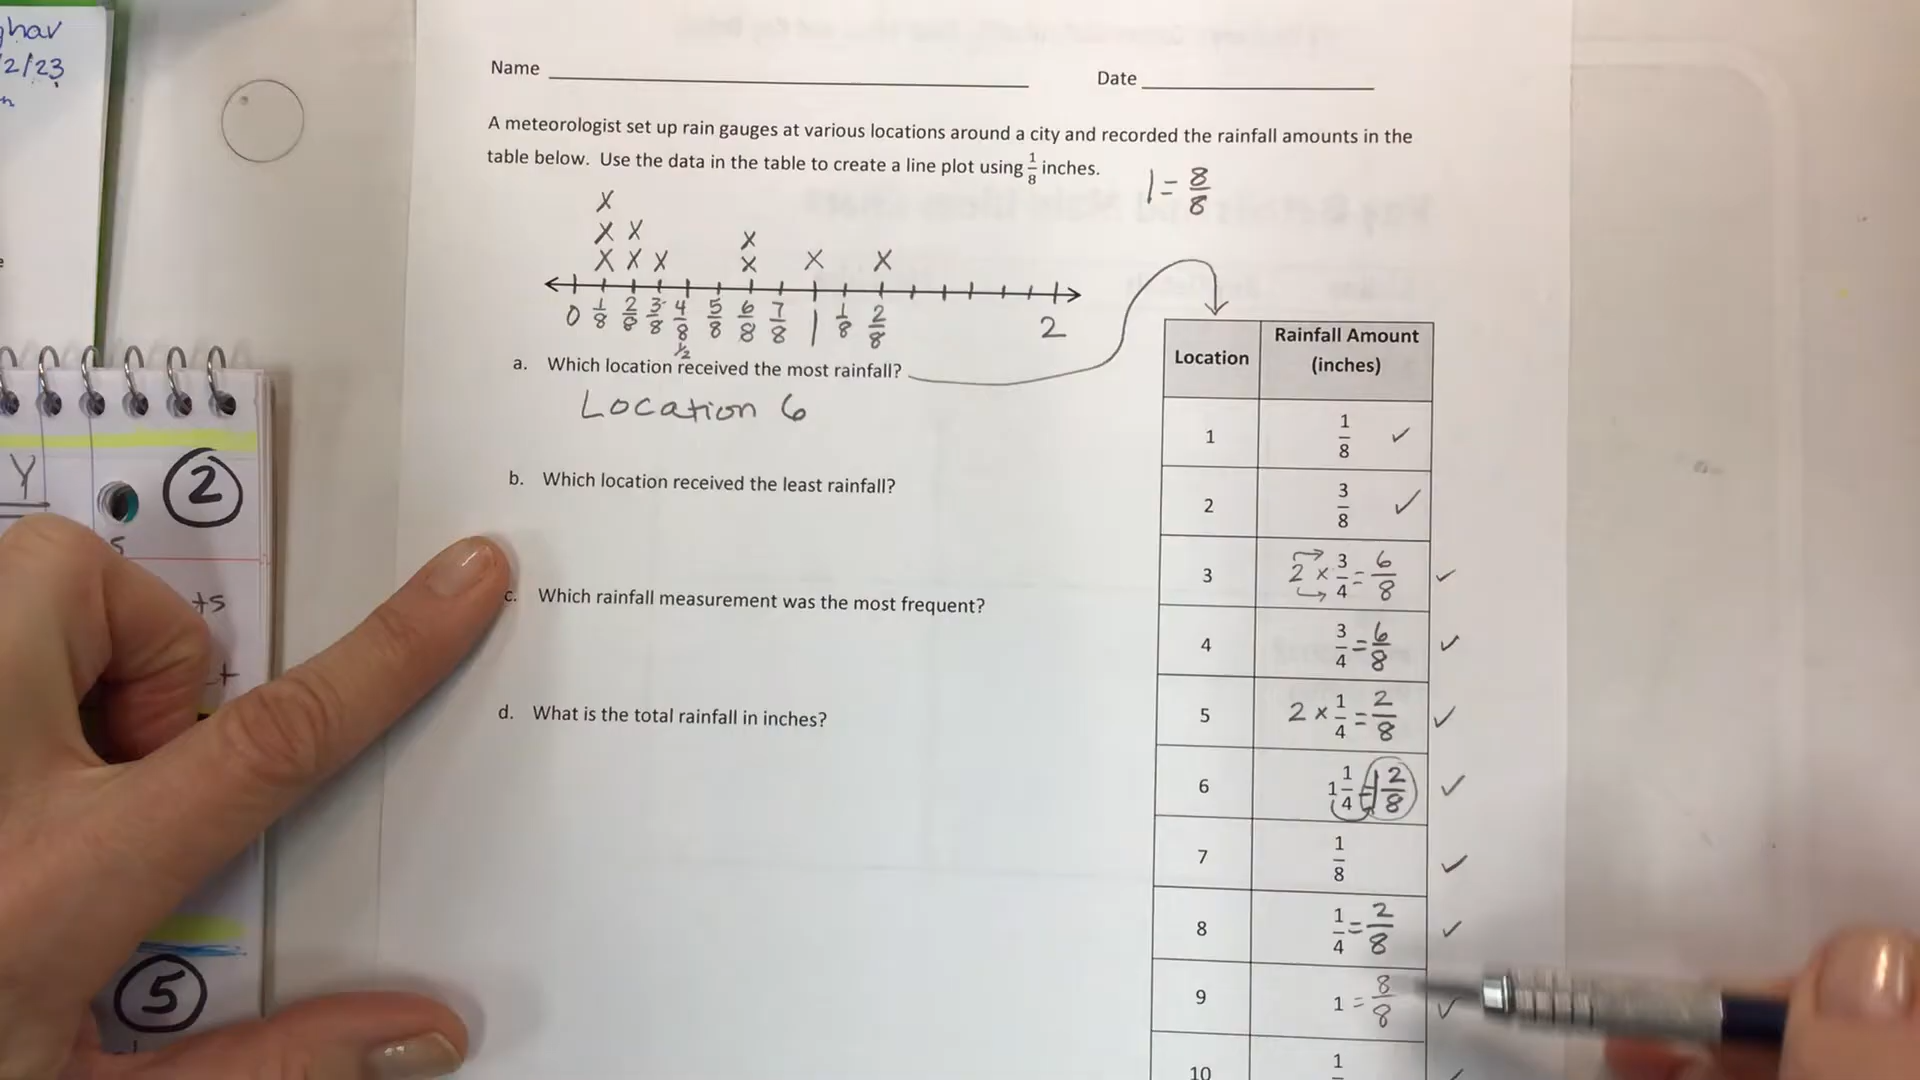 2/23
Name Date
A meteorologist set up rain gauges at various locations around a city and recorded the rainfall amounts in the
table below. Use the data in the table to create a line plot using 1/8 inches.
1 = 8/8
X
X X X
X X X X X X
0 1/8 2/8 3/8 4/8 5/8 6/8 7/8 1 1/8 2/8 2
1/2
a. Which location received the most rainfall?
Location 6
b. Which location received the least rainfall?
c. Which rainfall measurement was the most frequent?
d. What is the total rainfall in inches?
Location Rainfall Amount
(inches)
1 1/8 ✓
2 3/8 ✓
3 2 × 3/4 = 6/8 ✓
4 3/4 = 6/8 ✓
5 2 × 1/4 = 2/8 ✓
6 1 1/4 = 1 2/8 ✓
7 1/8 ✓
8 1/4 = 2/8 ✓
9 1 = 8/8 ✓
10 1
Y
2
5